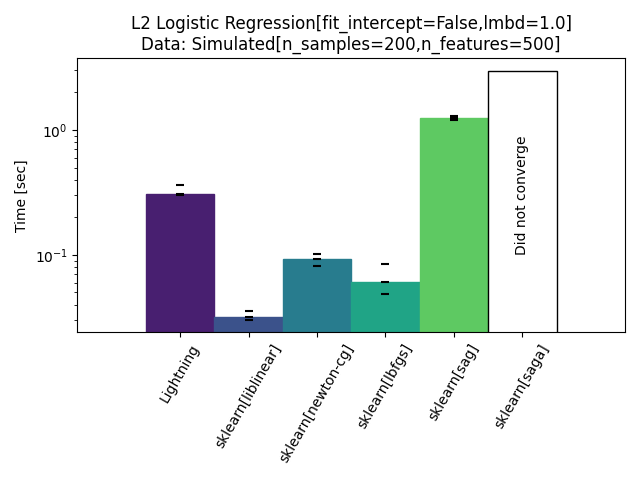 L2 Logistic Regression[fit_intercept=False,lmbd=1.0]
Data: Simulated[n_samples=200,n_features=500]
Time [sec]
10⁰
10⁻¹
Did not converge
Lightning
sklearn[liblinear]
sklearn[newton-cg]
sklearn[lbfgs]
sklearn[sag]
sklearn[saga]